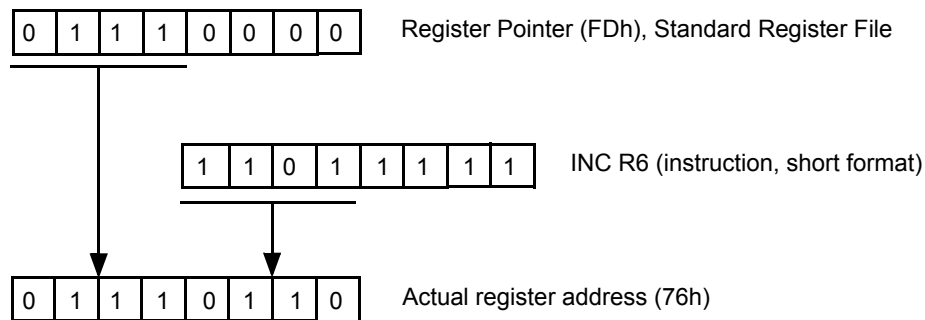 0 1 1 1 0 0 0 0 Register Pointer (FDh), Standard Register File
1 1 0 1 1 1 1 1 INC R6 (instruction, short format)
0 1 1 1 0 1 1 0 Actual register address (76h)